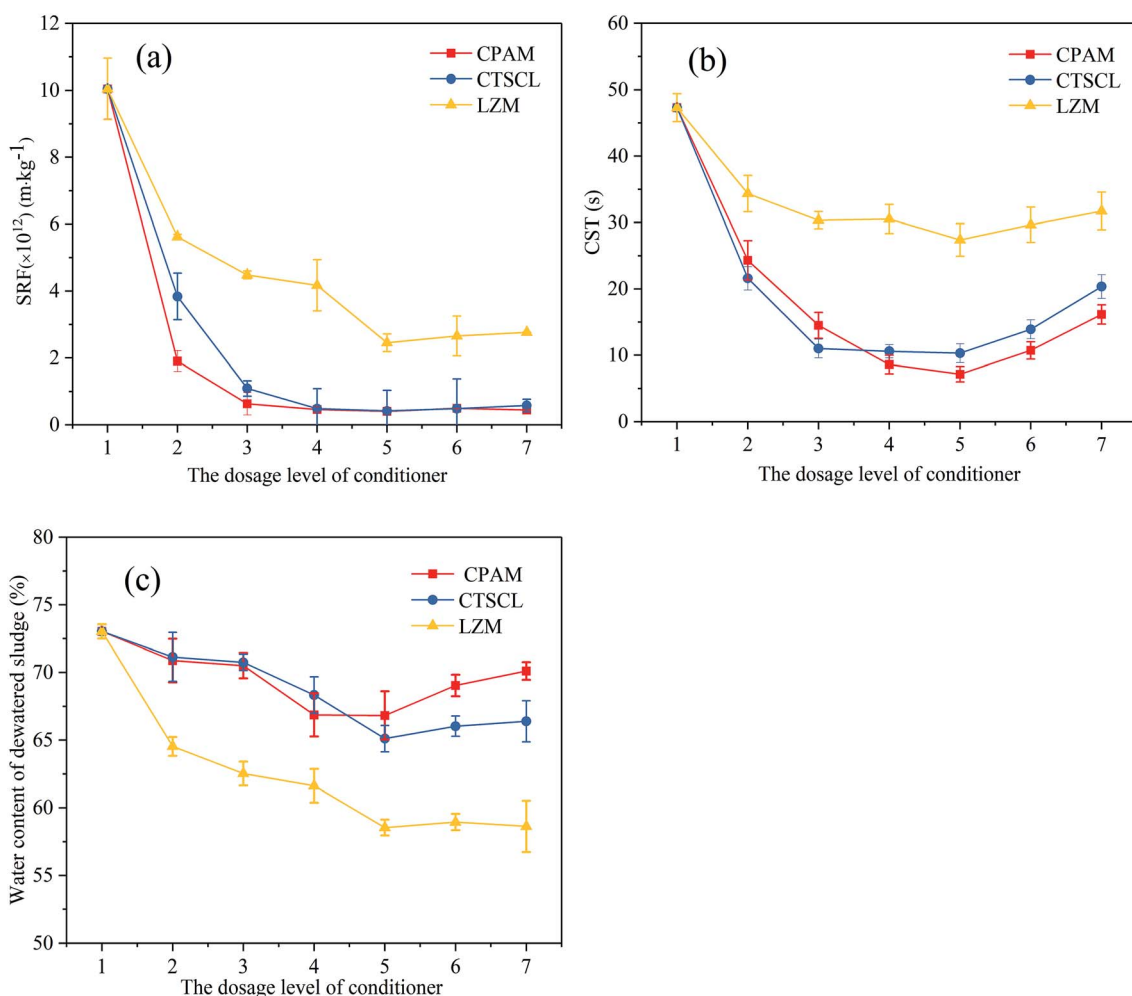 (a)
CPAM
CTSCL
LZM
12
10
8
6
4
2
0
SRF(×10¹²) (m·kg⁻¹)
1 2 3 4 5 6 7
The dosage level of conditioner
(b)
CPAM
CTSCL
LZM
60
50
40
30
20
10
0
CST (s)
1 2 3 4 5 6 7
The dosage level of conditioner
(c)
CPAM
CTSCL
LZM
80
75
70
65
60
55
50
Water content of dewatered sludge (%)
1 2 3 4 5 6 7
The dosage level of conditioner